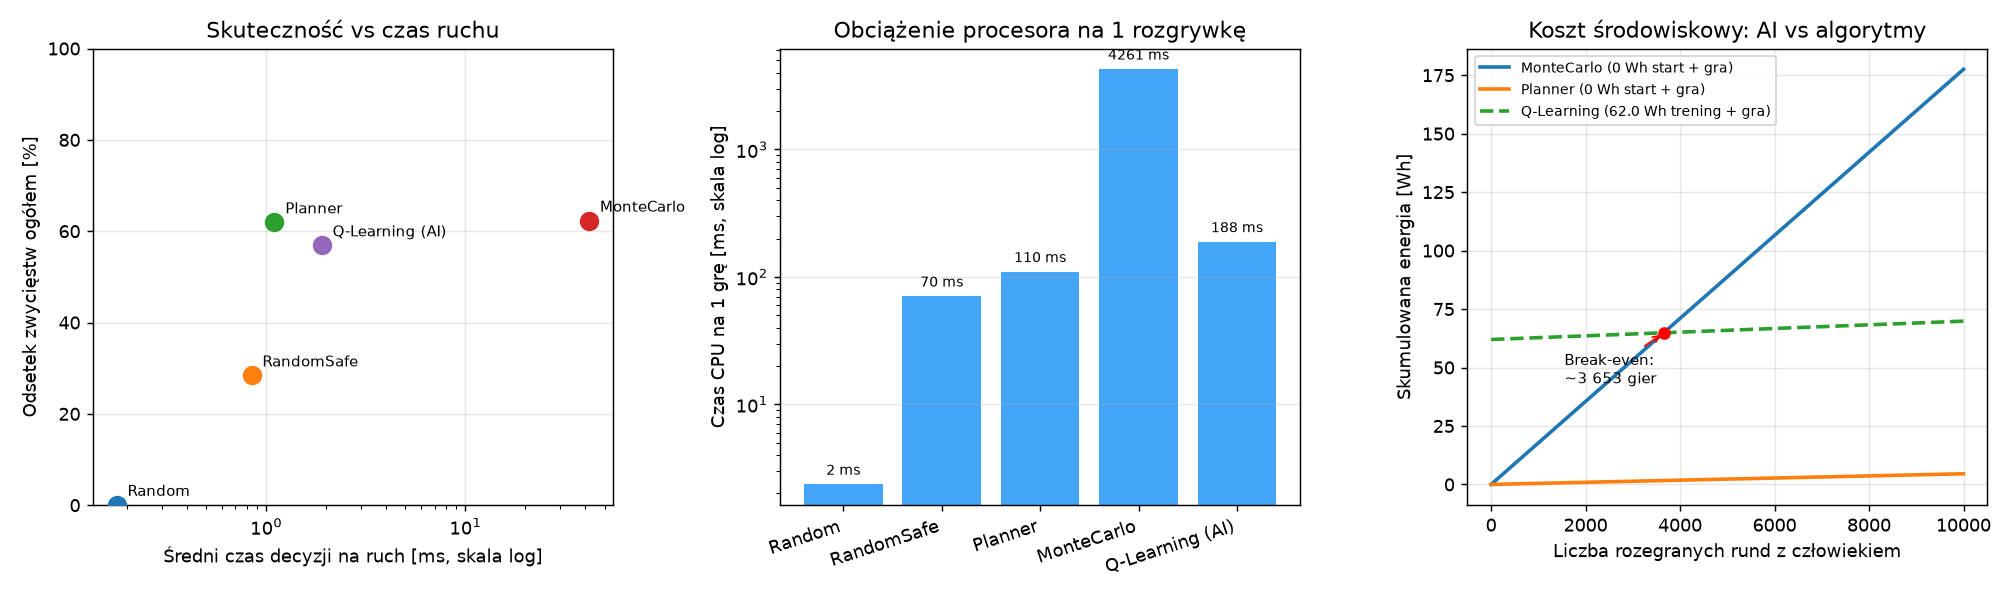 Skuteczność vs czas ruchu
Odsetek zwycięstw ogółem [%]
100
80
60
40
20
0
Planner
Q-Learning (AI)
MonteCarlo
RandomSafe
Random
10⁰
10¹
Średni czas decyzji na ruch [ms, skala log]
Obciążenie procesora na 1 rozgrywkę
Czas CPU na 1 grę [ms, skala log]
10³
10²
10¹
2 ms
70 ms
110 ms
4261 ms
188 ms
Random
RandomSafe
Planner
MonteCarlo
Q-Learning (AI)
Koszt środowiskowy: AI vs algorytmy
Skumulowana energia [Wh]
175
150
125
100
75
50
25
0
MonteCarlo (0 Wh start + gra)
Planner (0 Wh start + gra)
Q-Learning (62.0 Wh trening + gra)
Break-even:
~3 653 gier
0
2000
4000
6000
8000
10000
Liczba rozegranych rund z człowiekiem